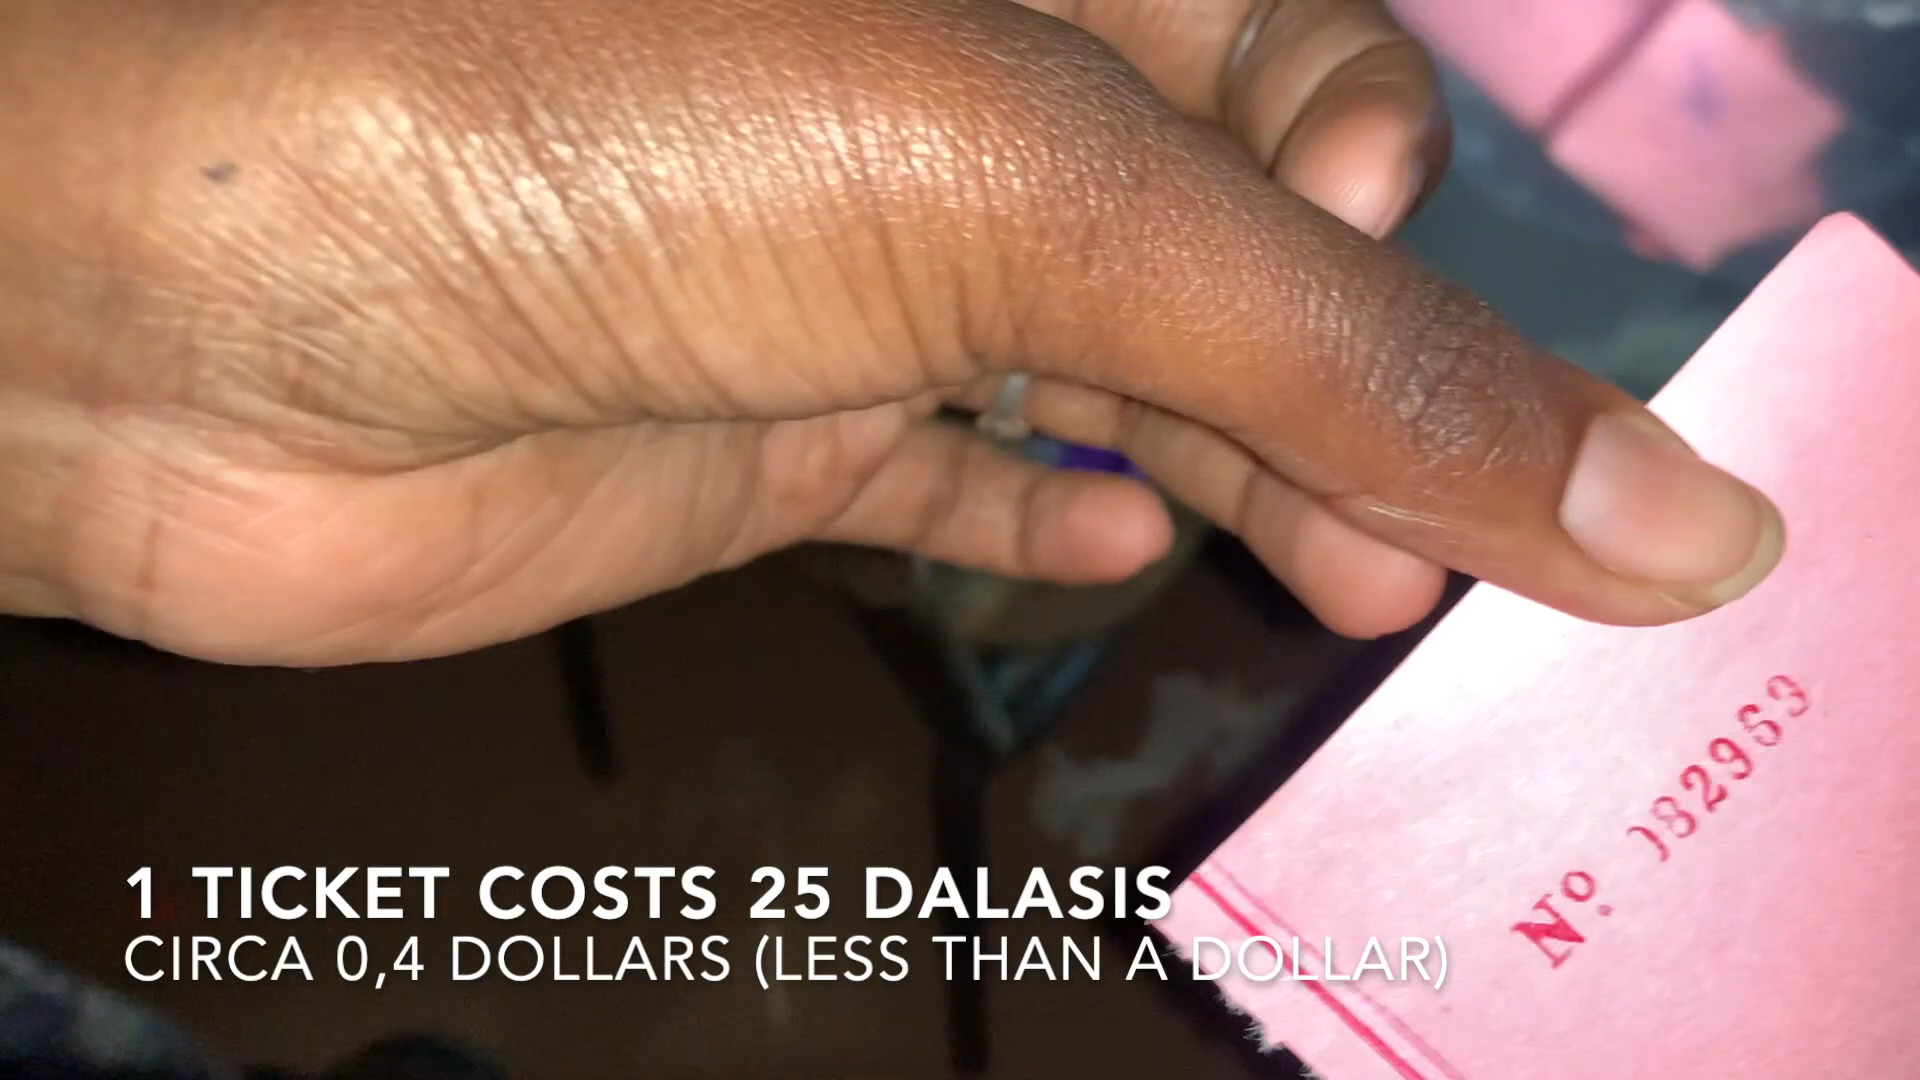 1 TICKET COSTS 25 DALASIS
CIRCA 0,4 DOLLARS (LESS THAN A DOLLAR)
Nº